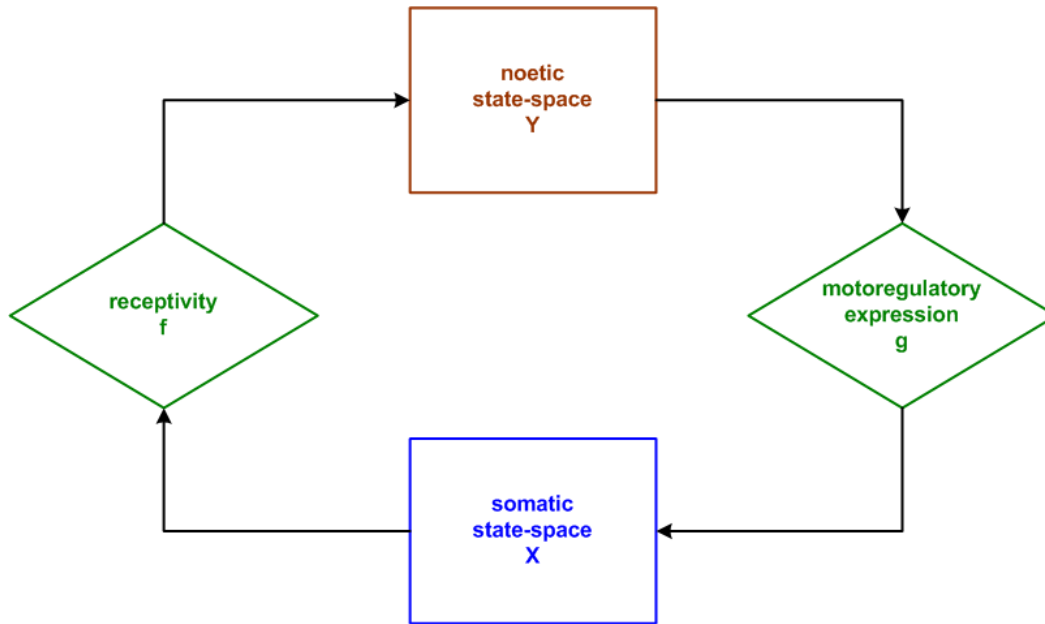 noetic
state-space
Y
receptivity
f
motoregulatory
expression
g
somatic
state-space
X